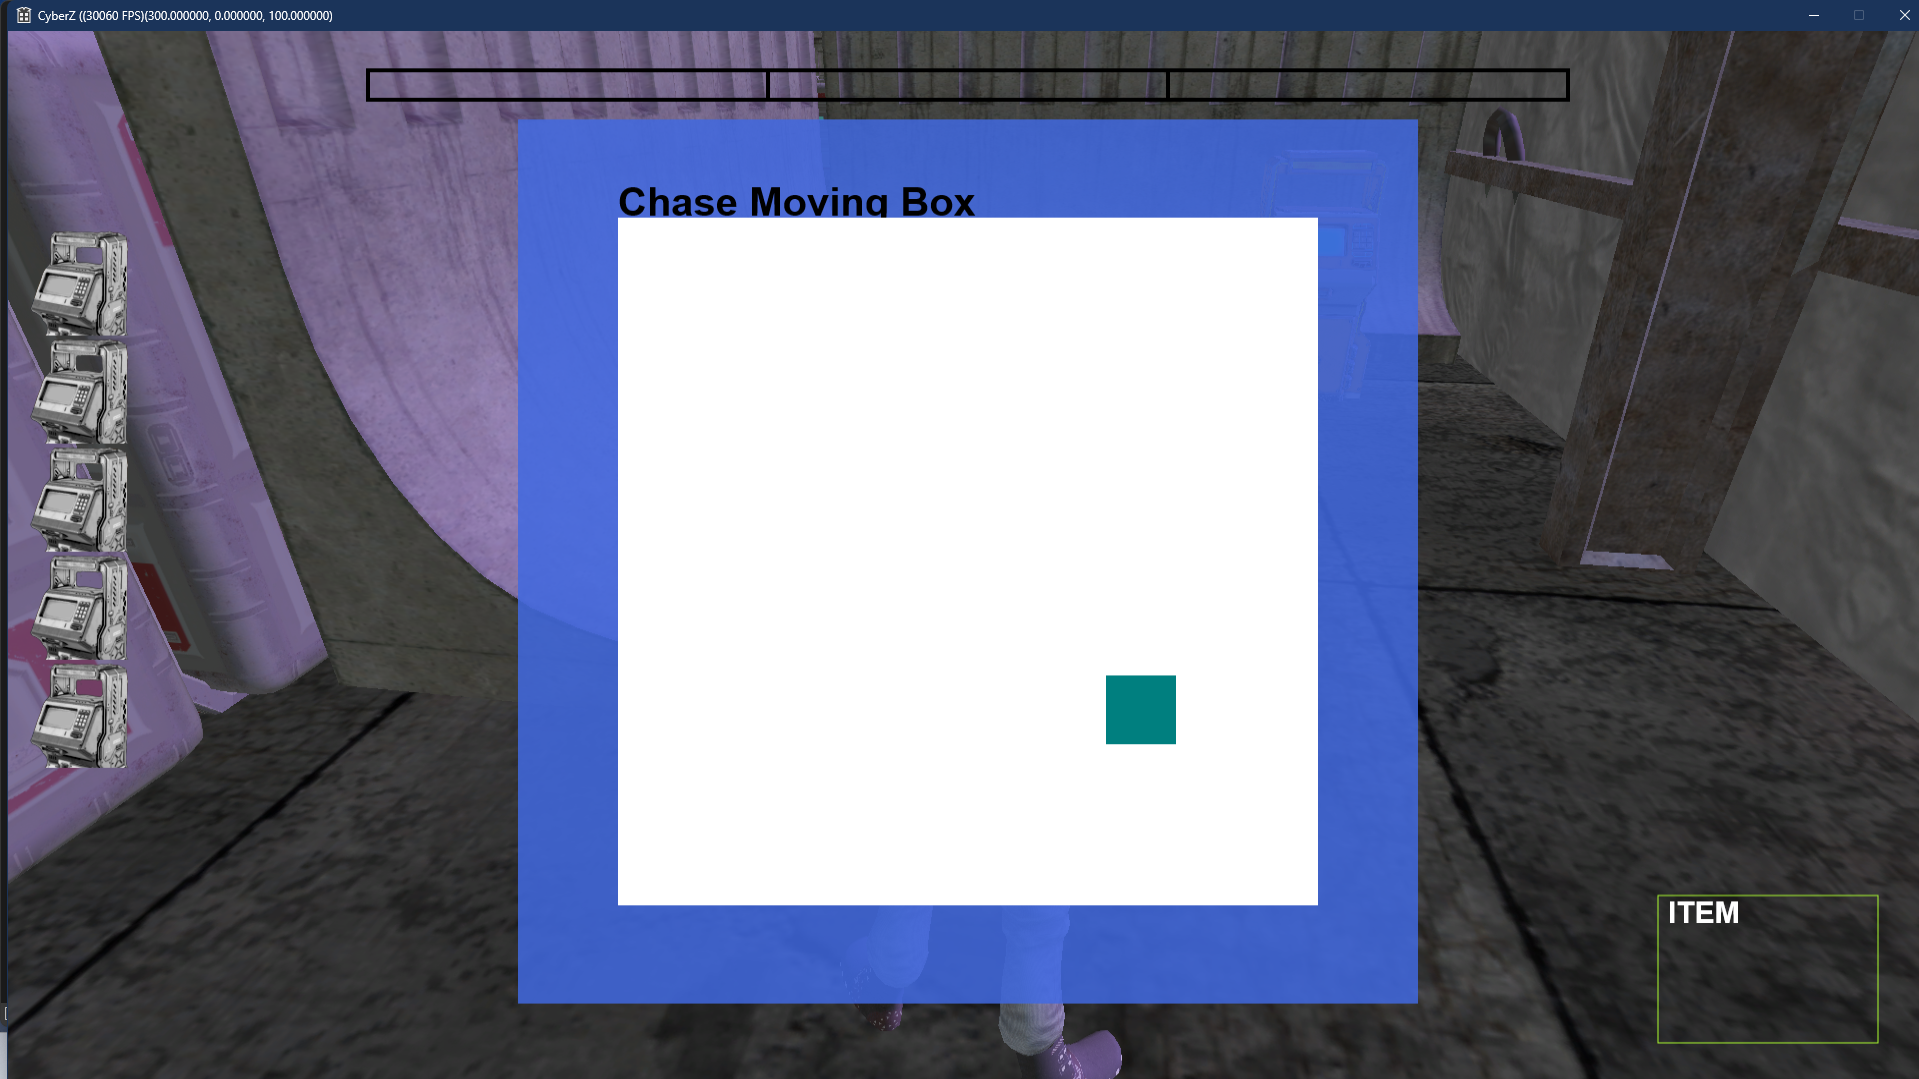 CyberZ ((30060 FPS)(300.000000, 0.000000, 100.000000)
Chase Moving Box
ITEM